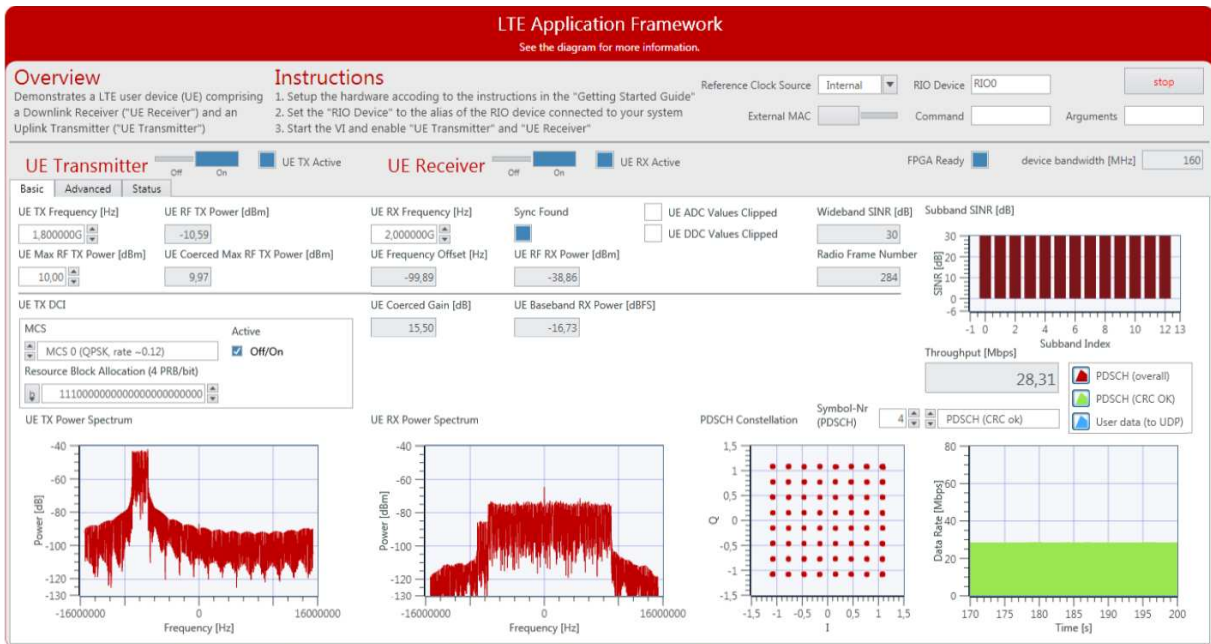 LTE Application Framework
See the diagram for more information.
Overview
Demonstrates a LTE user device (UE) comprising
a Downlink Receiver ("UE Receiver") and an
Uplink Transmitter ("UE Transmitter")
Instructions
1. Setup the hardware accoding to the instructions in the "Getting Started Guide"
2. Set the "RIO Device" to the alias of the RIO device connected to your system
3. Start the VI and enable "UE Transmitter" and "UE Receiver"
Reference Clock Source Internal RIO Device RIO0 stop
External MAC Command Arguments
UE Transmitter Off On UE TX Active UE Receiver Off On UE RX Active FPGA Ready device bandwidth [MHz] 160
Basic Advanced Status
UE TX Frequency [Hz] UE RF TX Power [dBm] UE RX Frequency [Hz] Sync Found UE ADC Values Clipped Wideband SINR [dB] Subband SINR [dB]
1,800000G -10,59 2,000000G UE DDC Values Clipped 30
UE Max RF TX Power [dBm] UE Coerced Max RF TX Power [dBm] UE Frequency Offset [Hz] UE RF RX Power [dBm] Radio Frame Number
10,00 9,97 -99,89 -38,86 284
SINR [dB]
30
20
0
-6
-1 0 2 4 6 8 10 12 13
Subband Index
UE TX DCI UE Coerced Gain [dB] UE Baseband RX Power [dBFS]
15,50 -16,73
MCS Active
MCS 0 (QPSK, rate ~0.12) Off/On
Resource Block Allocation (4 PRB/bit)
b 1110000000000000000000000
Throughput [Mbps]
28,31
PDSCH (overall)
PDSCH (CRC OK)
User data (to UDP)
UE TX Power Spectrum
Power [dB]
-40
-60
-80
-100
-120
-130
-16000000 0 16000000
Frequency [Hz]
UE RX Power Spectrum
Power [dBm]
-40
-60
-80
-100
-120
-130
-16000000 0 16000000
Frequency [Hz]
PDSCH Constellation Symbol-Nr (PDSCH) 4 PDSCH (CRC ok)
Q
1,5
1
0,5
0
-0,5
-1
-1,5
-1,5 -1 -0,5 0 0,5 1 1,5
I
Data Rate [Mbps]
80
60
40
20
0
170 175 180 185 190 195 200
Time [s]